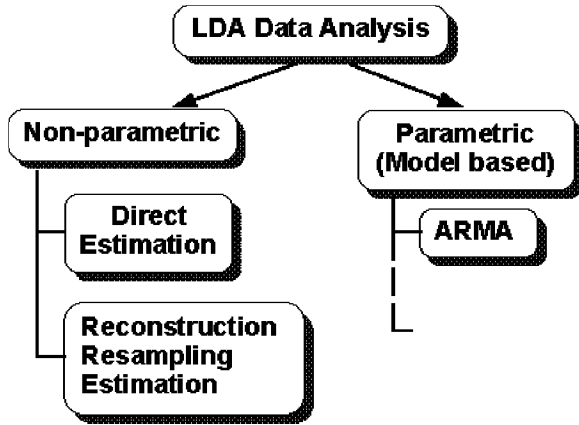 LDA Data Analysis
Non-parametric
Direct
Estimation
Reconstruction
Resampling
Estimation
Parametric
(Model based)
ARMA